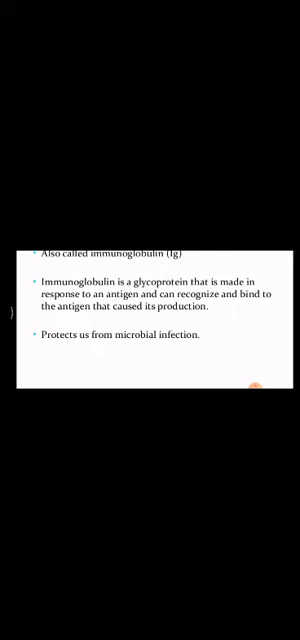 • Also called immunoglobulin (Ig)
• Immunoglobulin is a glycoprotein that is made in
response to an antigen and can recognize and bind to
the antigen that caused its production.
• Protects us from microbial infection.